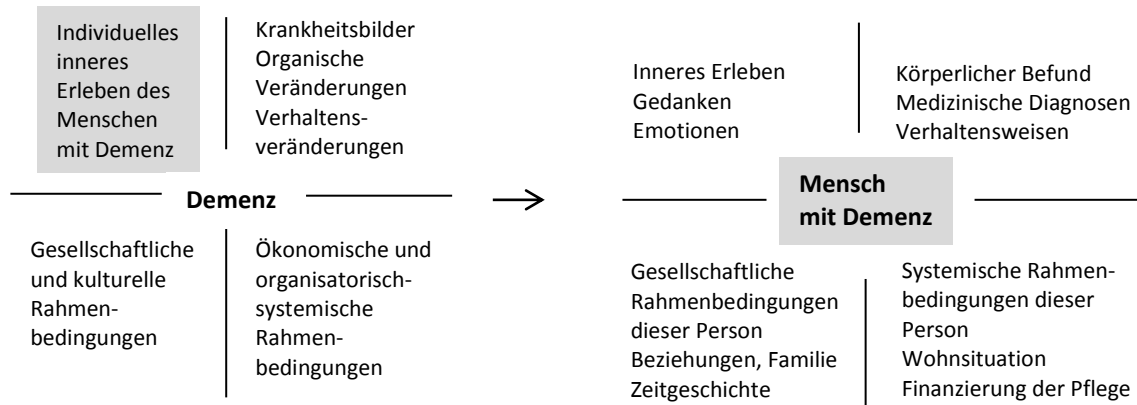 Individuelles
inneres
Erleben des
Menschen
mit Demenz
Krankheitsbilder
Organische
Veränderungen
Verhaltens-
veränderungen
Demenz
Gesellschaftliche
und kulturelle
Rahmen-
bedingungen
Ökonomische und
organisatorisch-
systemische
Rahmen-
bedingungen
Inneres Erleben
Gedanken
Emotionen
Körperlicher Befund
Medizinische Diagnosen
Verhaltensweisen
Mensch
mit Demenz
Gesellschaftliche
Rahmenbedingungen
dieser Person
Beziehungen, Familie
Zeitgeschichte
Systemische Rahmen-
bedingungen dieser
Person
Wohnsituation
Finanzierung der Pflege